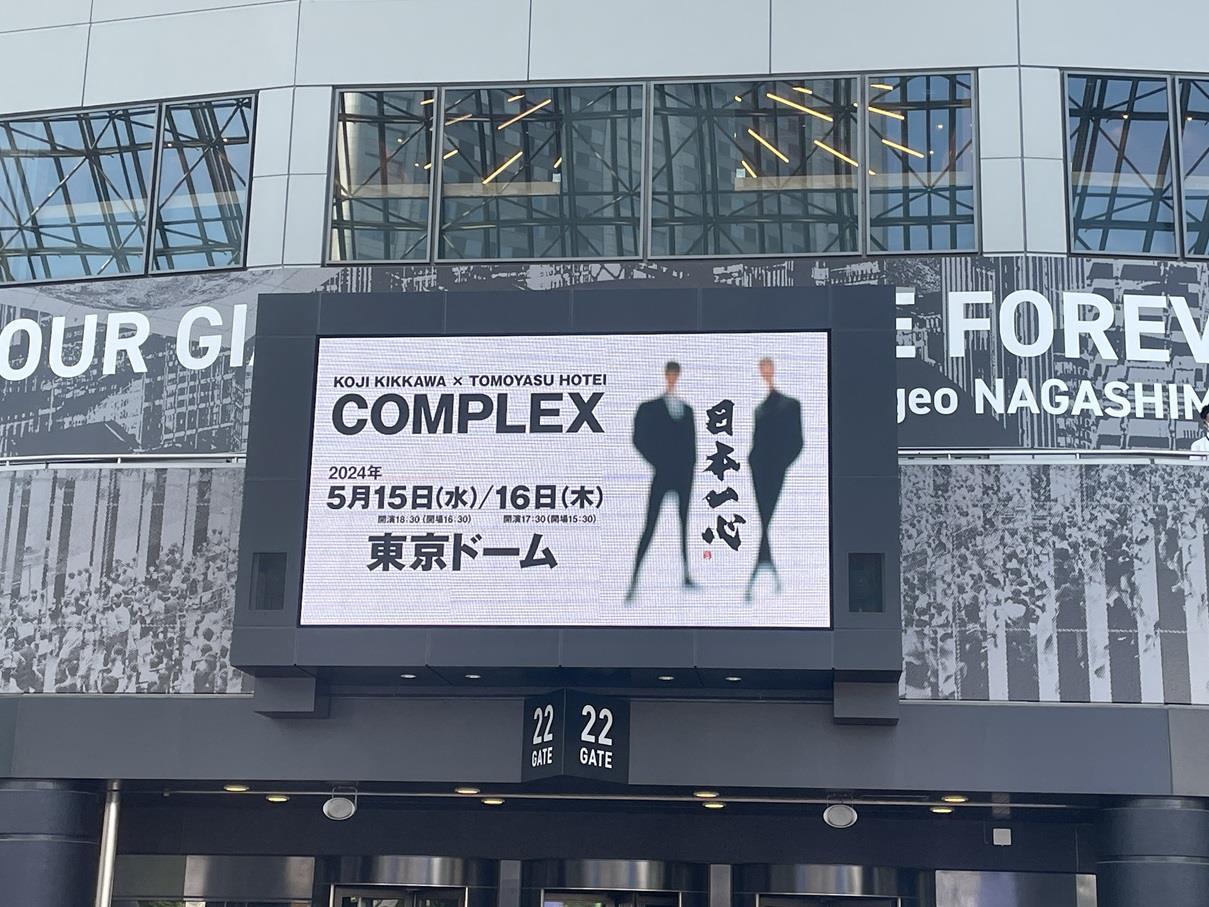 OUR GI
E FOREV
geo NAGASHIM
KOJI KIKKAWA × TOMOYASU HOTEI
COMPLEX
2024年
5月15日(水)/16日(木)
開演18:30 (開場16:30) 開演17:30 (開場15:30)
東京ドーム
日本一心
22 22
GATE GATE